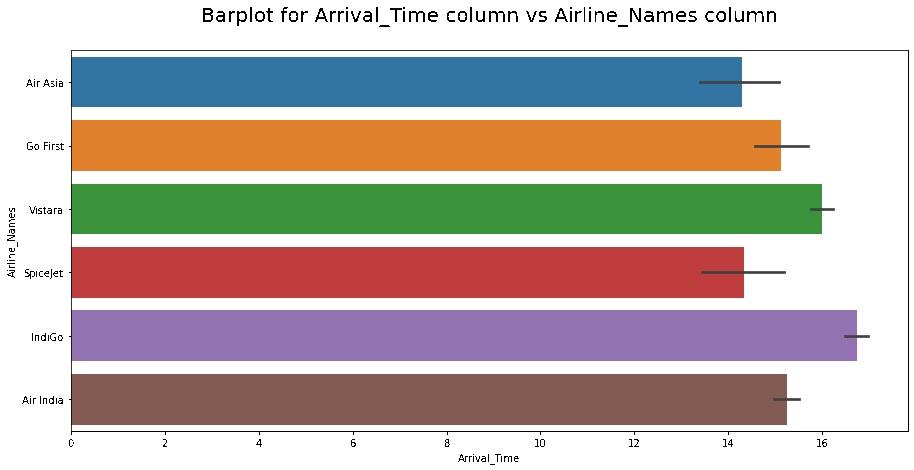 Barplot for Arrival_Time column vs Airline_Names column
Air Asia
Go First
Vistara
SpiceJet
IndiGo
Air India
Airline_Names
0 2 4 6 8 10 12 14 16
Arrival_Time